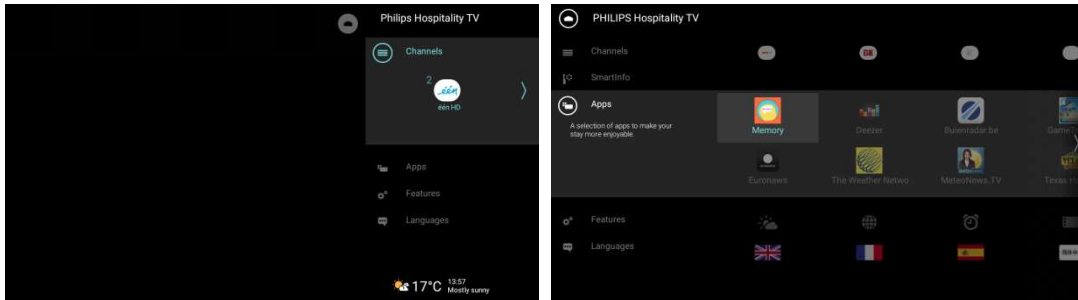 Philips Hospitality TV
Channels
2
één
één HD
Apps
Features
Languages
17°C
13:57
Mostly sunny
PHILIPS Hospitality TV
Channels
SmartInfo
Apps
A selection of apps to make your
stay more enjoyable.
Memory
Deezer
Buienradar.be
Euronews
The Weather Netwo
MeteoNews TV
Texas H
Features
Languages